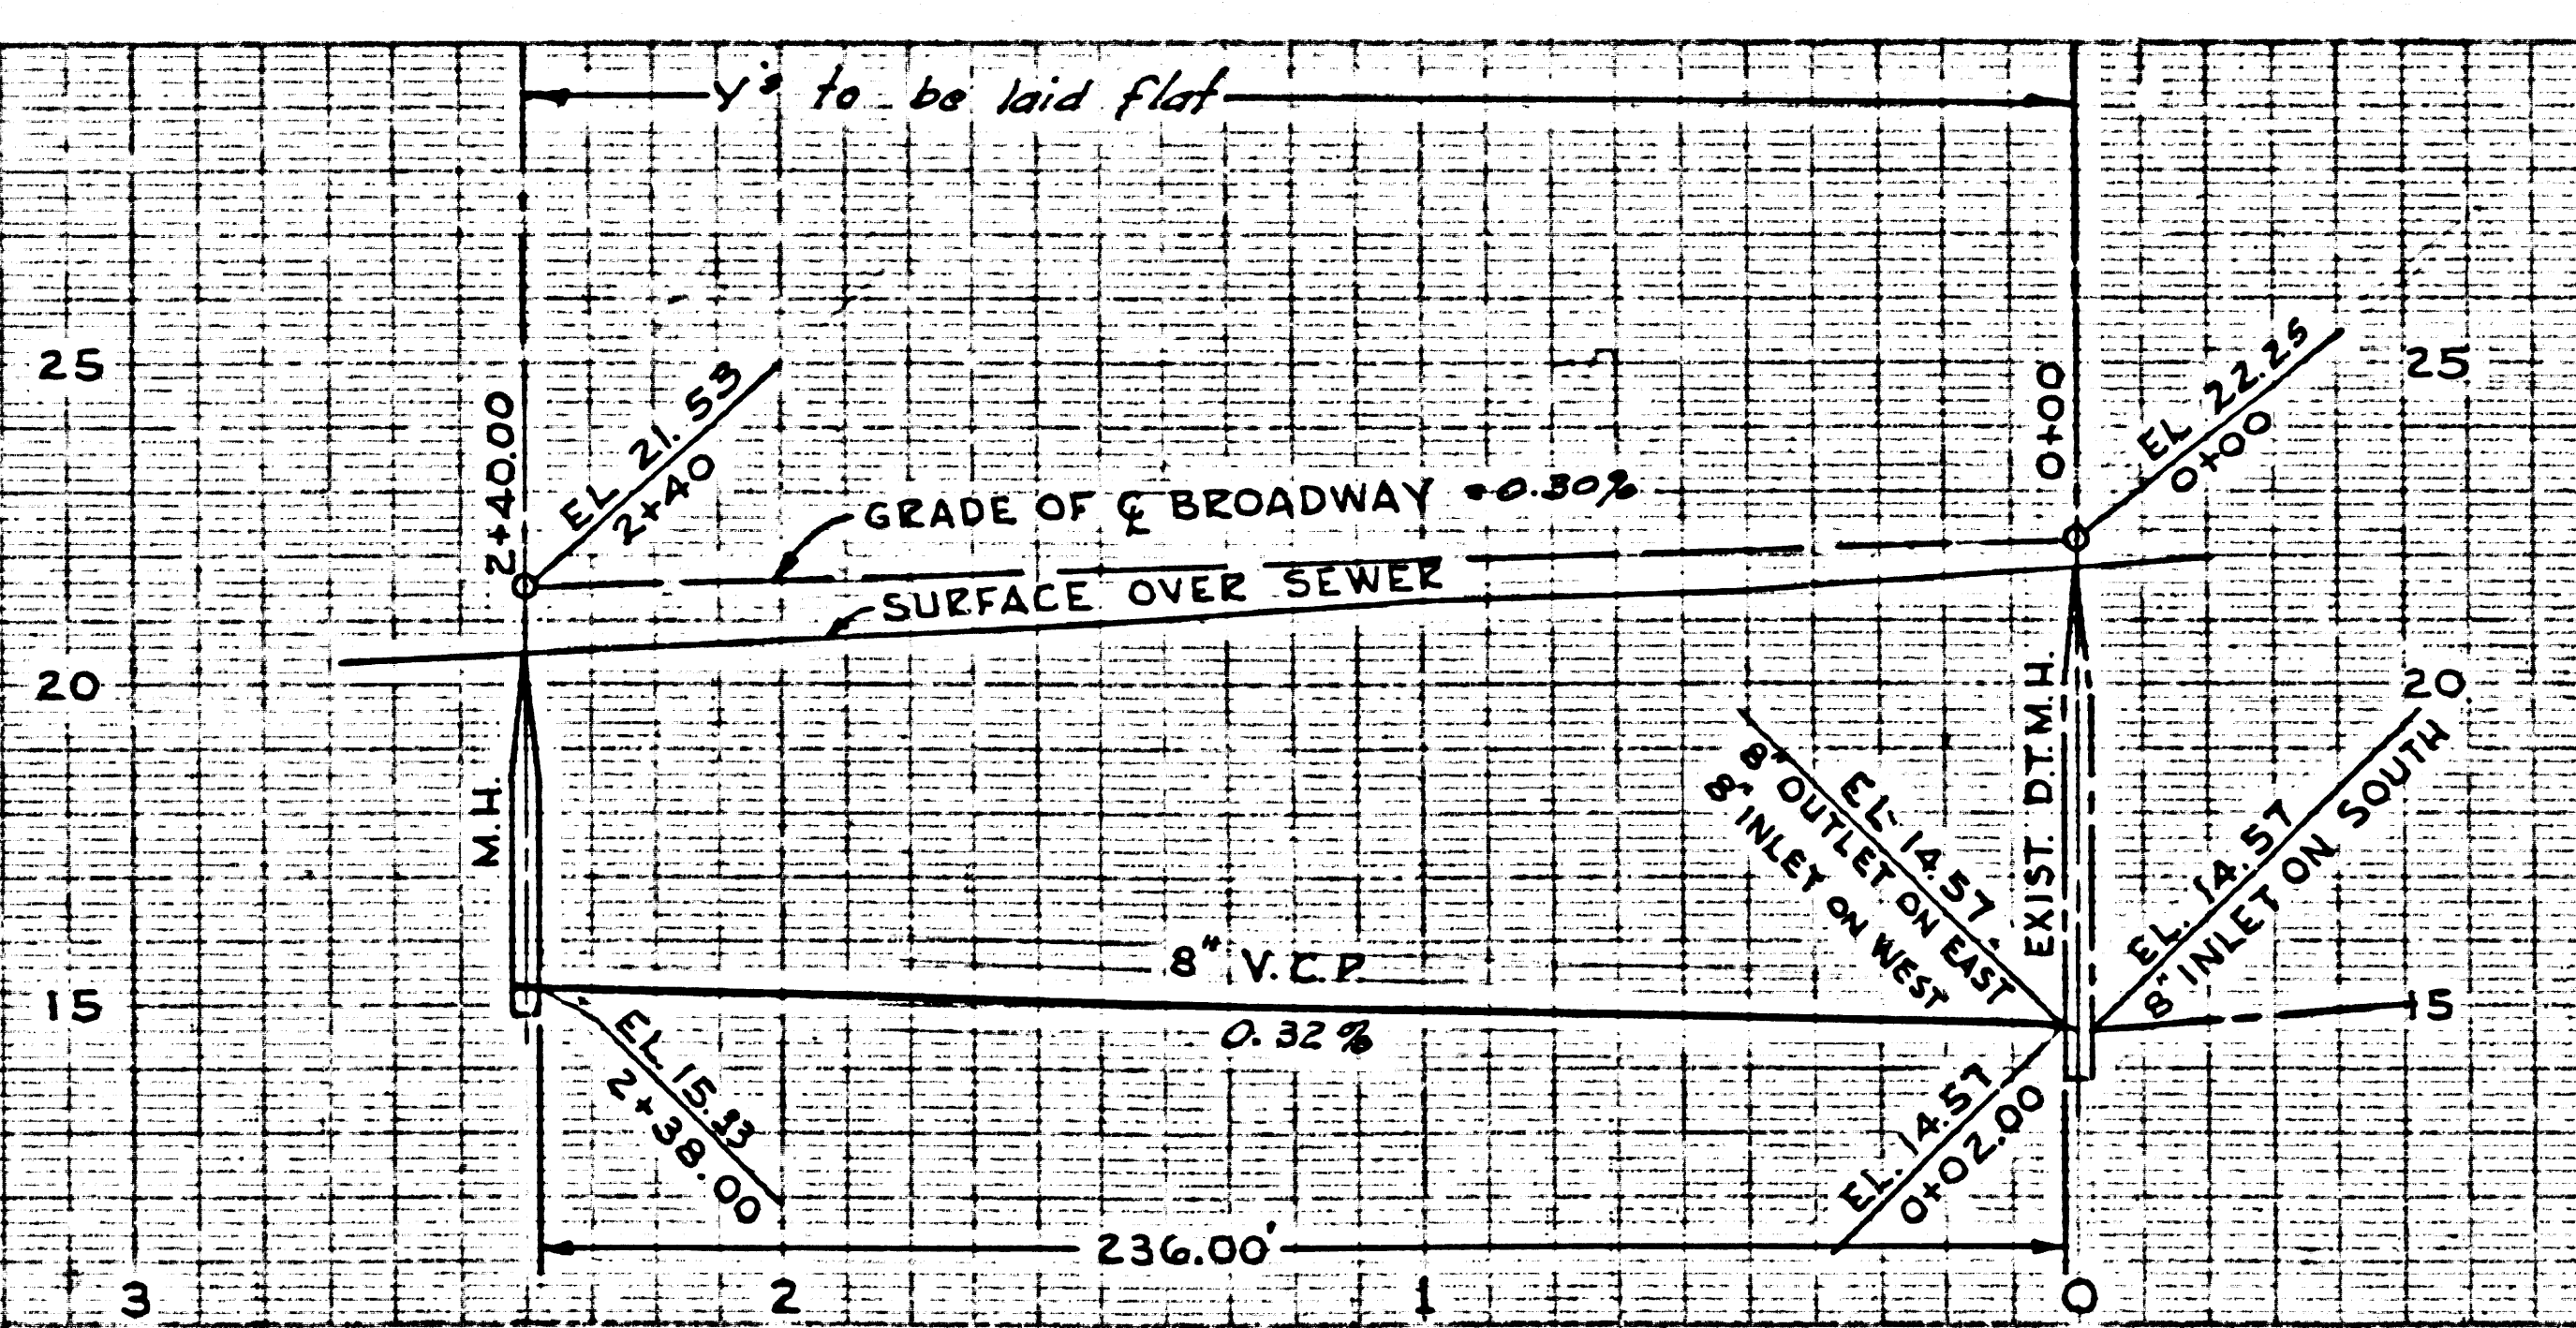 Y's to be laid flat
25
25
2+40.00
EL 21.53
2+40
0+00
EL 22.25
0+00
GRADE OF ℄ BROADWAY -0.30%
SURFACE OVER SEWER
20
20
M.H.
EXIST. D.T.M.H.
EL. 14.57
8" OUTLET ON EAST
8" INLET ON WEST
EL. 14.57
8" INLET ON SOUTH
8" V.C.P.
0.32%
15
15
EL 15.33
2+38.00
EL. 14.57
0+02.00
236.00'
3
2
1
0